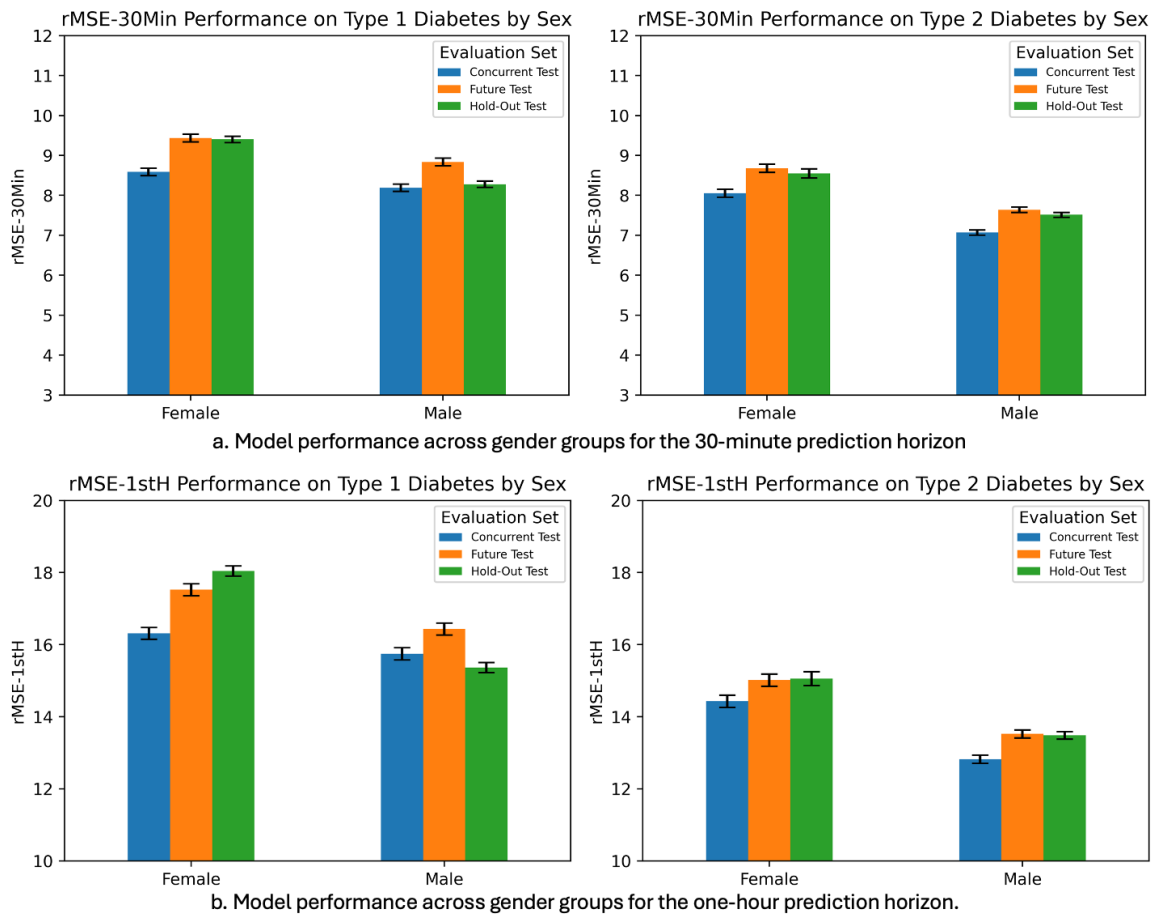 rMSE-30Min Performance on Type 1 Diabetes by Sex
12
11
10
9
8
7
6
5
4
3
rMSE-30Min
Evaluation Set
Concurrent Test
Future Test
Hold-Out Test
Female
Male
rMSE-30Min Performance on Type 2 Diabetes by Sex
12
11
10
9
8
7
6
5
4
3
rMSE-30Min
Evaluation Set
Concurrent Test
Future Test
Hold-Out Test
Female
Male
a. Model performance across gender groups for the 30-minute prediction horizon
rMSE-1stH Performance on Type 1 Diabetes by Sex
20
18
16
14
12
10
rMSE-1stH
Evaluation Set
Concurrent Test
Future Test
Hold-Out Test
Female
Male
rMSE-1stH Performance on Type 2 Diabetes by Sex
20
18
16
14
12
10
rMSE-1stH
Evaluation Set
Concurrent Test
Future Test
Hold-Out Test
Female
Male
b. Model performance across gender groups for the one-hour prediction horizon.